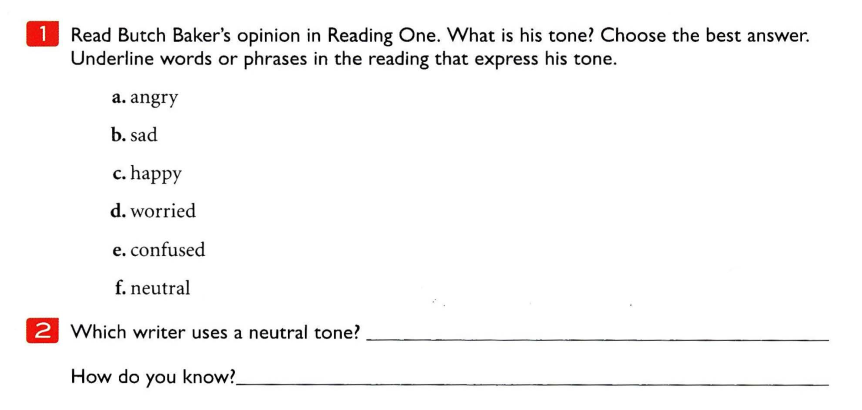 1 Read Butch Baker's opinion in Reading One. What is his tone? Choose the best answer.
Underline words or phrases in the reading that express his tone.
a. angry
b. sad
c. happy
d. worried
e. confused
f. neutral
2 Which writer uses a neutral tone?
How do you know?